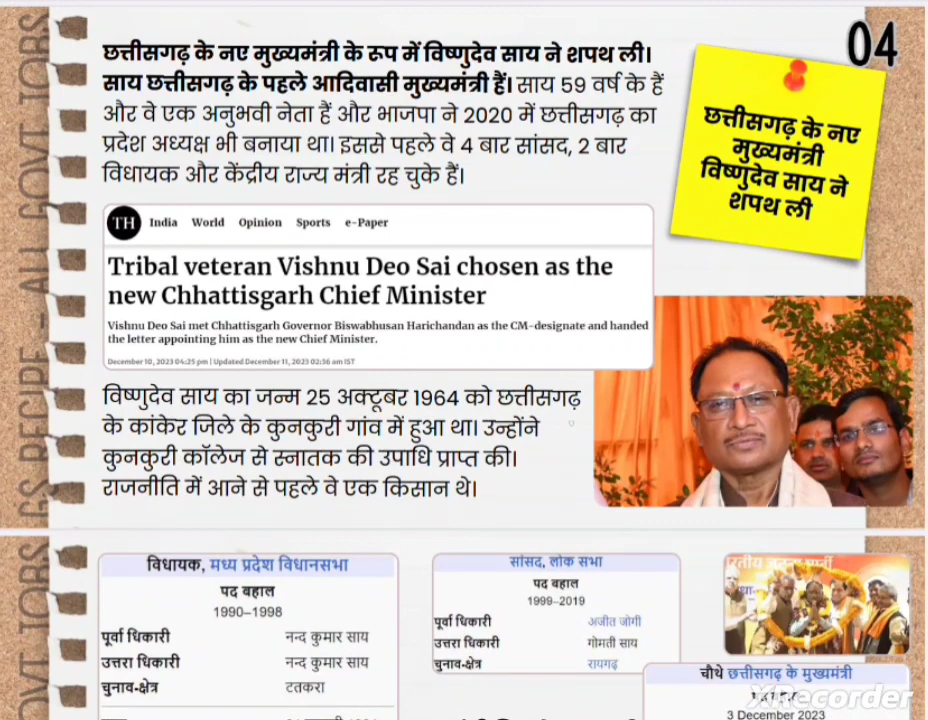 04
छत्तीसगढ़ के नए मुख्यमंत्री के रूप में विष्णुदेव साय ने शपथ ली।
साय छत्तीसगढ़ के पहले आदिवासी मुख्यमंत्री हैं। साय 59 वर्ष के हैं
और वे एक अनुभवी नेता हैं और भाजपा ने 2020 में छत्तीसगढ़ का
प्रदेश अध्यक्ष भी बनाया था। इससे पहले वे 4 बार सांसद, 2 बार
विधायक और केंद्रीय राज्य मंत्री रह चुके हैं।
छत्तीसगढ़ के नए
मुख्यमंत्री
विष्णुदेव साय ने
शपथ ली
TH India World Opinion Sports e-Paper
Tribal veteran Vishnu Deo Sai chosen as the
new Chhattisgarh Chief Minister
Vishnu Deo Sai met Chhattisgarh Governor Biswabhusan Harichandan as the CM-designate and handed
the letter appointing him as the new Chief Minister.
December 10, 2023 04:25 pm | Updated December 11, 2023 02:36 am IST
विष्णुदेव साय का जन्म 25 अक्टूबर 1964 को छत्तीसगढ़
के कांकेर जिले के कुनकुरी गांव में हुआ था। उन्होंने
कुनकुरी कॉलेज से स्नातक की उपाधि प्राप्त की।
राजनीति में आने से पहले वे एक किसान थे।
GS RECIPE - ALL GOVT JOBS
विधायक, मध्य प्रदेश विधानसभा
पद बहाल
1990–1998
पूर्वा धिकारी नन्द कुमार साय
उत्तरा धिकारी नन्द कुमार साय
चुनाव-क्षेत्र टतकरा
सांसद, लोक सभा
पद बहाल
1999–2019
पूर्वा धिकारी अजीत जोगी
उत्तरा धिकारी गोमती साय
चुनाव-क्षेत्र रायगढ़
चौथे छत्तीसगढ़ के मुख्यमंत्री
3 December 2023
XRecorder
GOVT JOBS